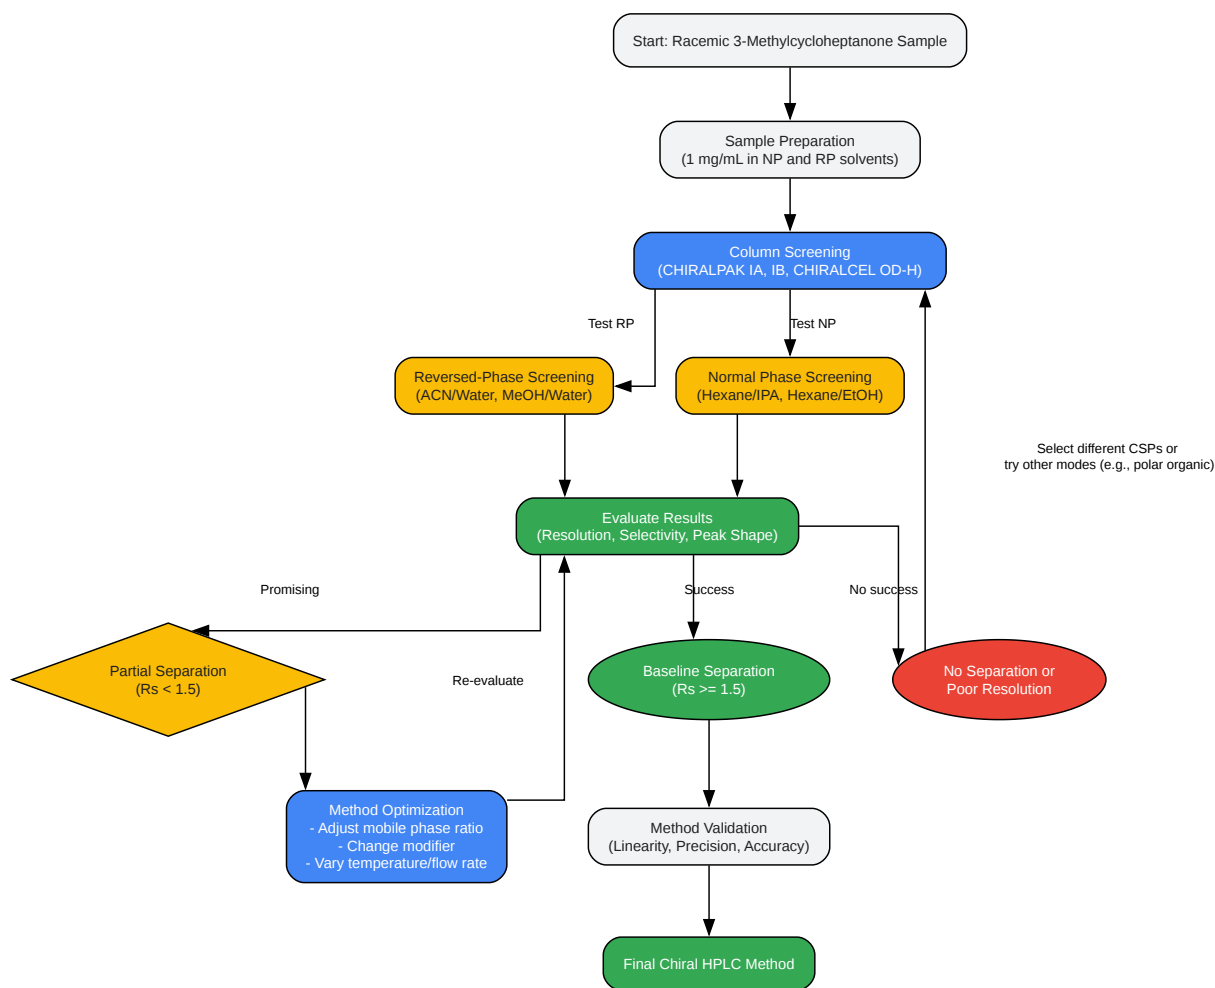 Start: Racemic 3-Methylcycloheptanone Sample
Sample Preparation
(1 mg/mL in NP and RP solvents)
Column Screening
(CHIRALPAK IA, IB, CHIRALCEL OD-H)
Test RP
Test NP
Reversed-Phase Screening
(ACN/Water, MeOH/Water)
Normal Phase Screening
(Hexane/IPA, Hexane/EtOH)
Select different CSPs or
try other modes (e.g., polar organic)
Evaluate Results
(Resolution, Selectivity, Peak Shape)
Promising
Success
No success
Partial Separation
(Rs < 1.5)
Re-evaluate
Baseline Separation
(Rs >= 1.5)
No Separation or
Poor Resolution
Method Optimization
- Adjust mobile phase ratio
- Change modifier
- Vary temperature/flow rate
Method Validation
(Linearity, Precision, Accuracy)
Final Chiral HPLC Method